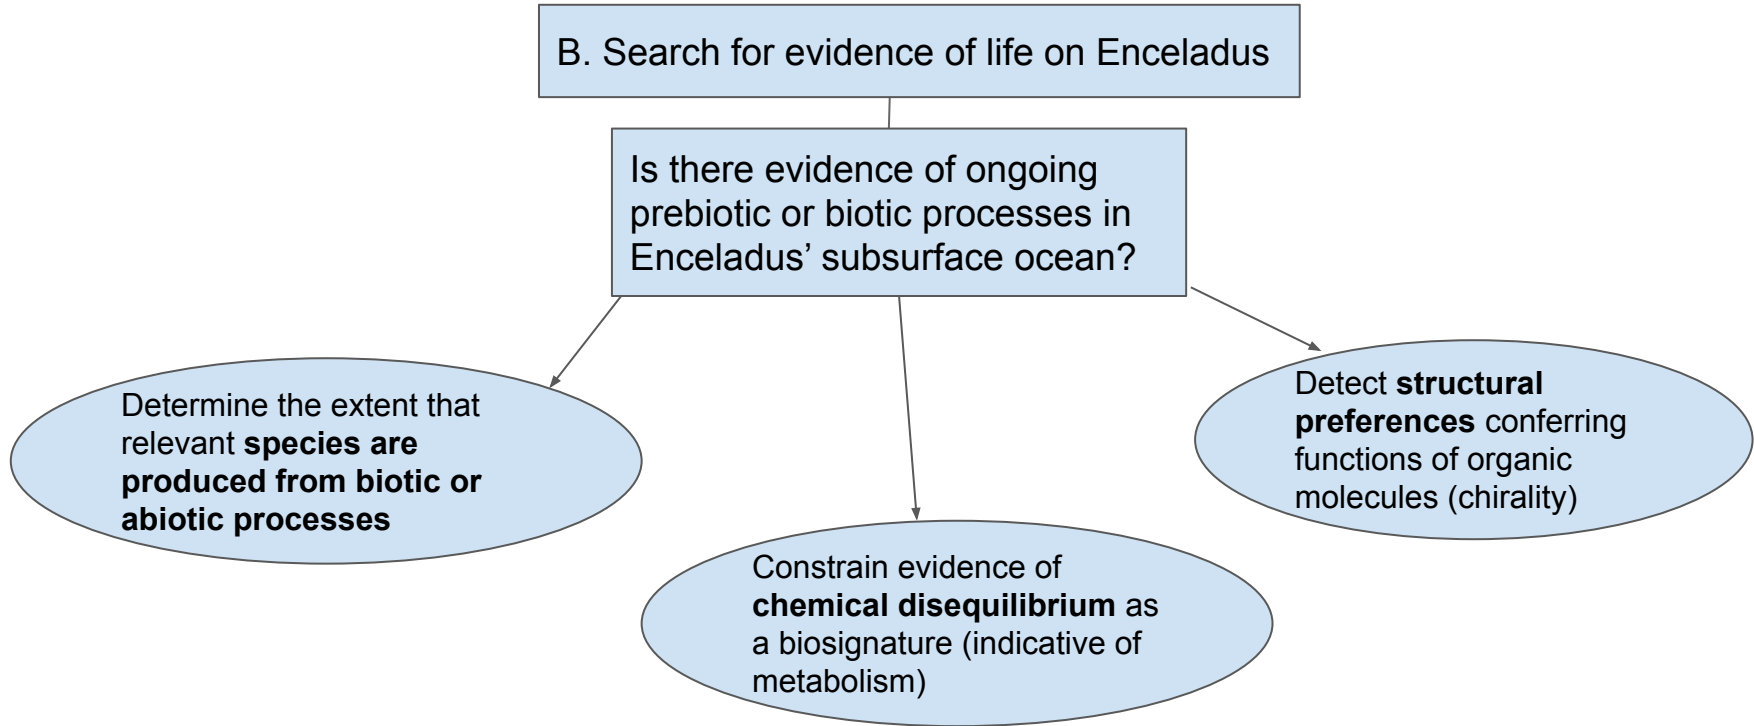 B. Search for evidence of life on Enceladus
Is there evidence of ongoing
prebiotic or biotic processes in
Enceladus’ subsurface ocean?
Determine the extent that
relevant species are
produced from biotic or
abiotic processes
Constrain evidence of
chemical disequilibrium as
a biosignature (indicative of
metabolism)
Detect structural
preferences conferring
functions of organic
molecules (chirality)